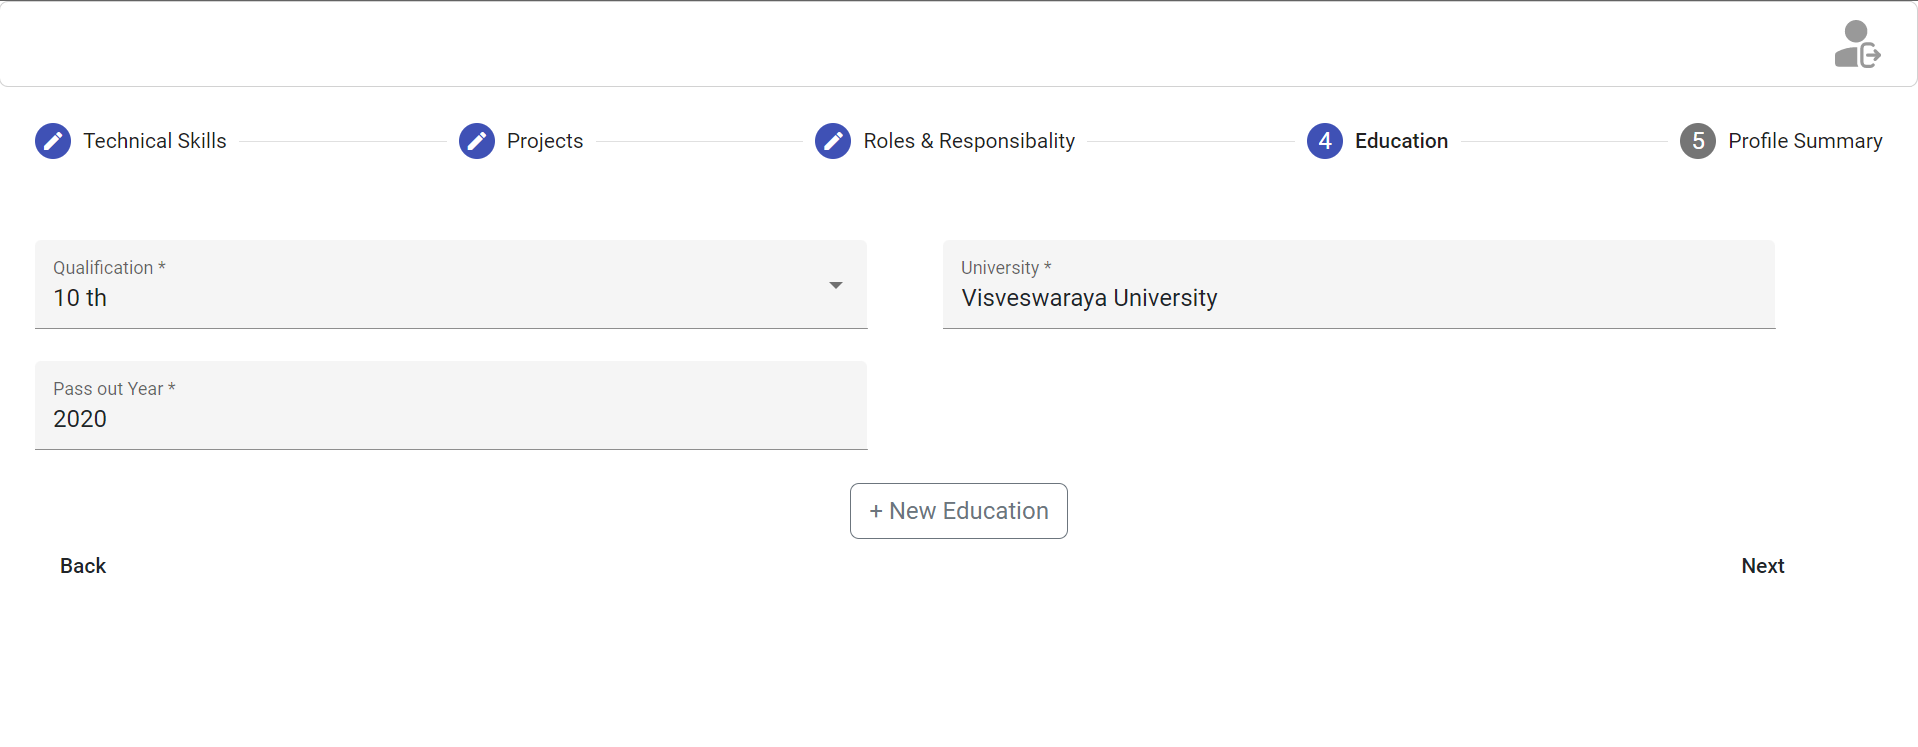 Technical Skills
Projects
Roles & Responsibality
4 Education
5 Profile Summary
Qualification *
10 th
University *
Visveswaraya University
Pass out Year *
2020
+ New Education
Back
Next